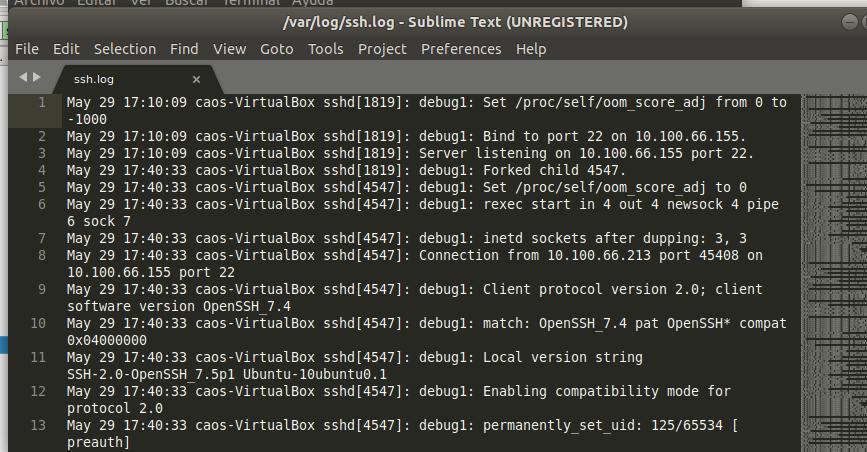 Archivo Editar Ver Buscar Terminal Ayuda
/var/log/ssh.log - Sublime Text (UNREGISTERED)
File Edit Selection Find View Goto Tools Project Preferences Help
ssh.log ×
1 May 29 17:10:09 caos-VirtualBox sshd[1819]: debug1: Set /proc/self/oom_score_adj from 0 to
-1000
2 May 29 17:10:09 caos-VirtualBox sshd[1819]: debug1: Bind to port 22 on 10.100.66.155.
3 May 29 17:10:09 caos-VirtualBox sshd[1819]: Server listening on 10.100.66.155 port 22.
4 May 29 17:40:33 caos-VirtualBox sshd[1819]: debug1: Forked child 4547.
5 May 29 17:40:33 caos-VirtualBox sshd[4547]: debug1: Set /proc/self/oom_score_adj to 0
6 May 29 17:40:33 caos-VirtualBox sshd[4547]: debug1: rexec start in 4 out 4 newsock 4 pipe
6 sock 7
7 May 29 17:40:33 caos-VirtualBox sshd[4547]: debug1: inetd sockets after dupping: 3, 3
8 May 29 17:40:33 caos-VirtualBox sshd[4547]: Connection from 10.100.66.213 port 45408 on
10.100.66.155 port 22
9 May 29 17:40:33 caos-VirtualBox sshd[4547]: debug1: Client protocol version 2.0; client
software version OpenSSH_7.4
10 May 29 17:40:33 caos-VirtualBox sshd[4547]: debug1: match: OpenSSH_7.4 pat OpenSSH* compat
0x04000000
11 May 29 17:40:33 caos-VirtualBox sshd[4547]: debug1: Local version string
SSH-2.0-OpenSSH_7.5p1 Ubuntu-10ubuntu0.1
12 May 29 17:40:33 caos-VirtualBox sshd[4547]: debug1: Enabling compatibility mode for
protocol 2.0
13 May 29 17:40:33 caos-VirtualBox sshd[4547]: debug1: permanently_set_uid: 125/65534 [
preauth]